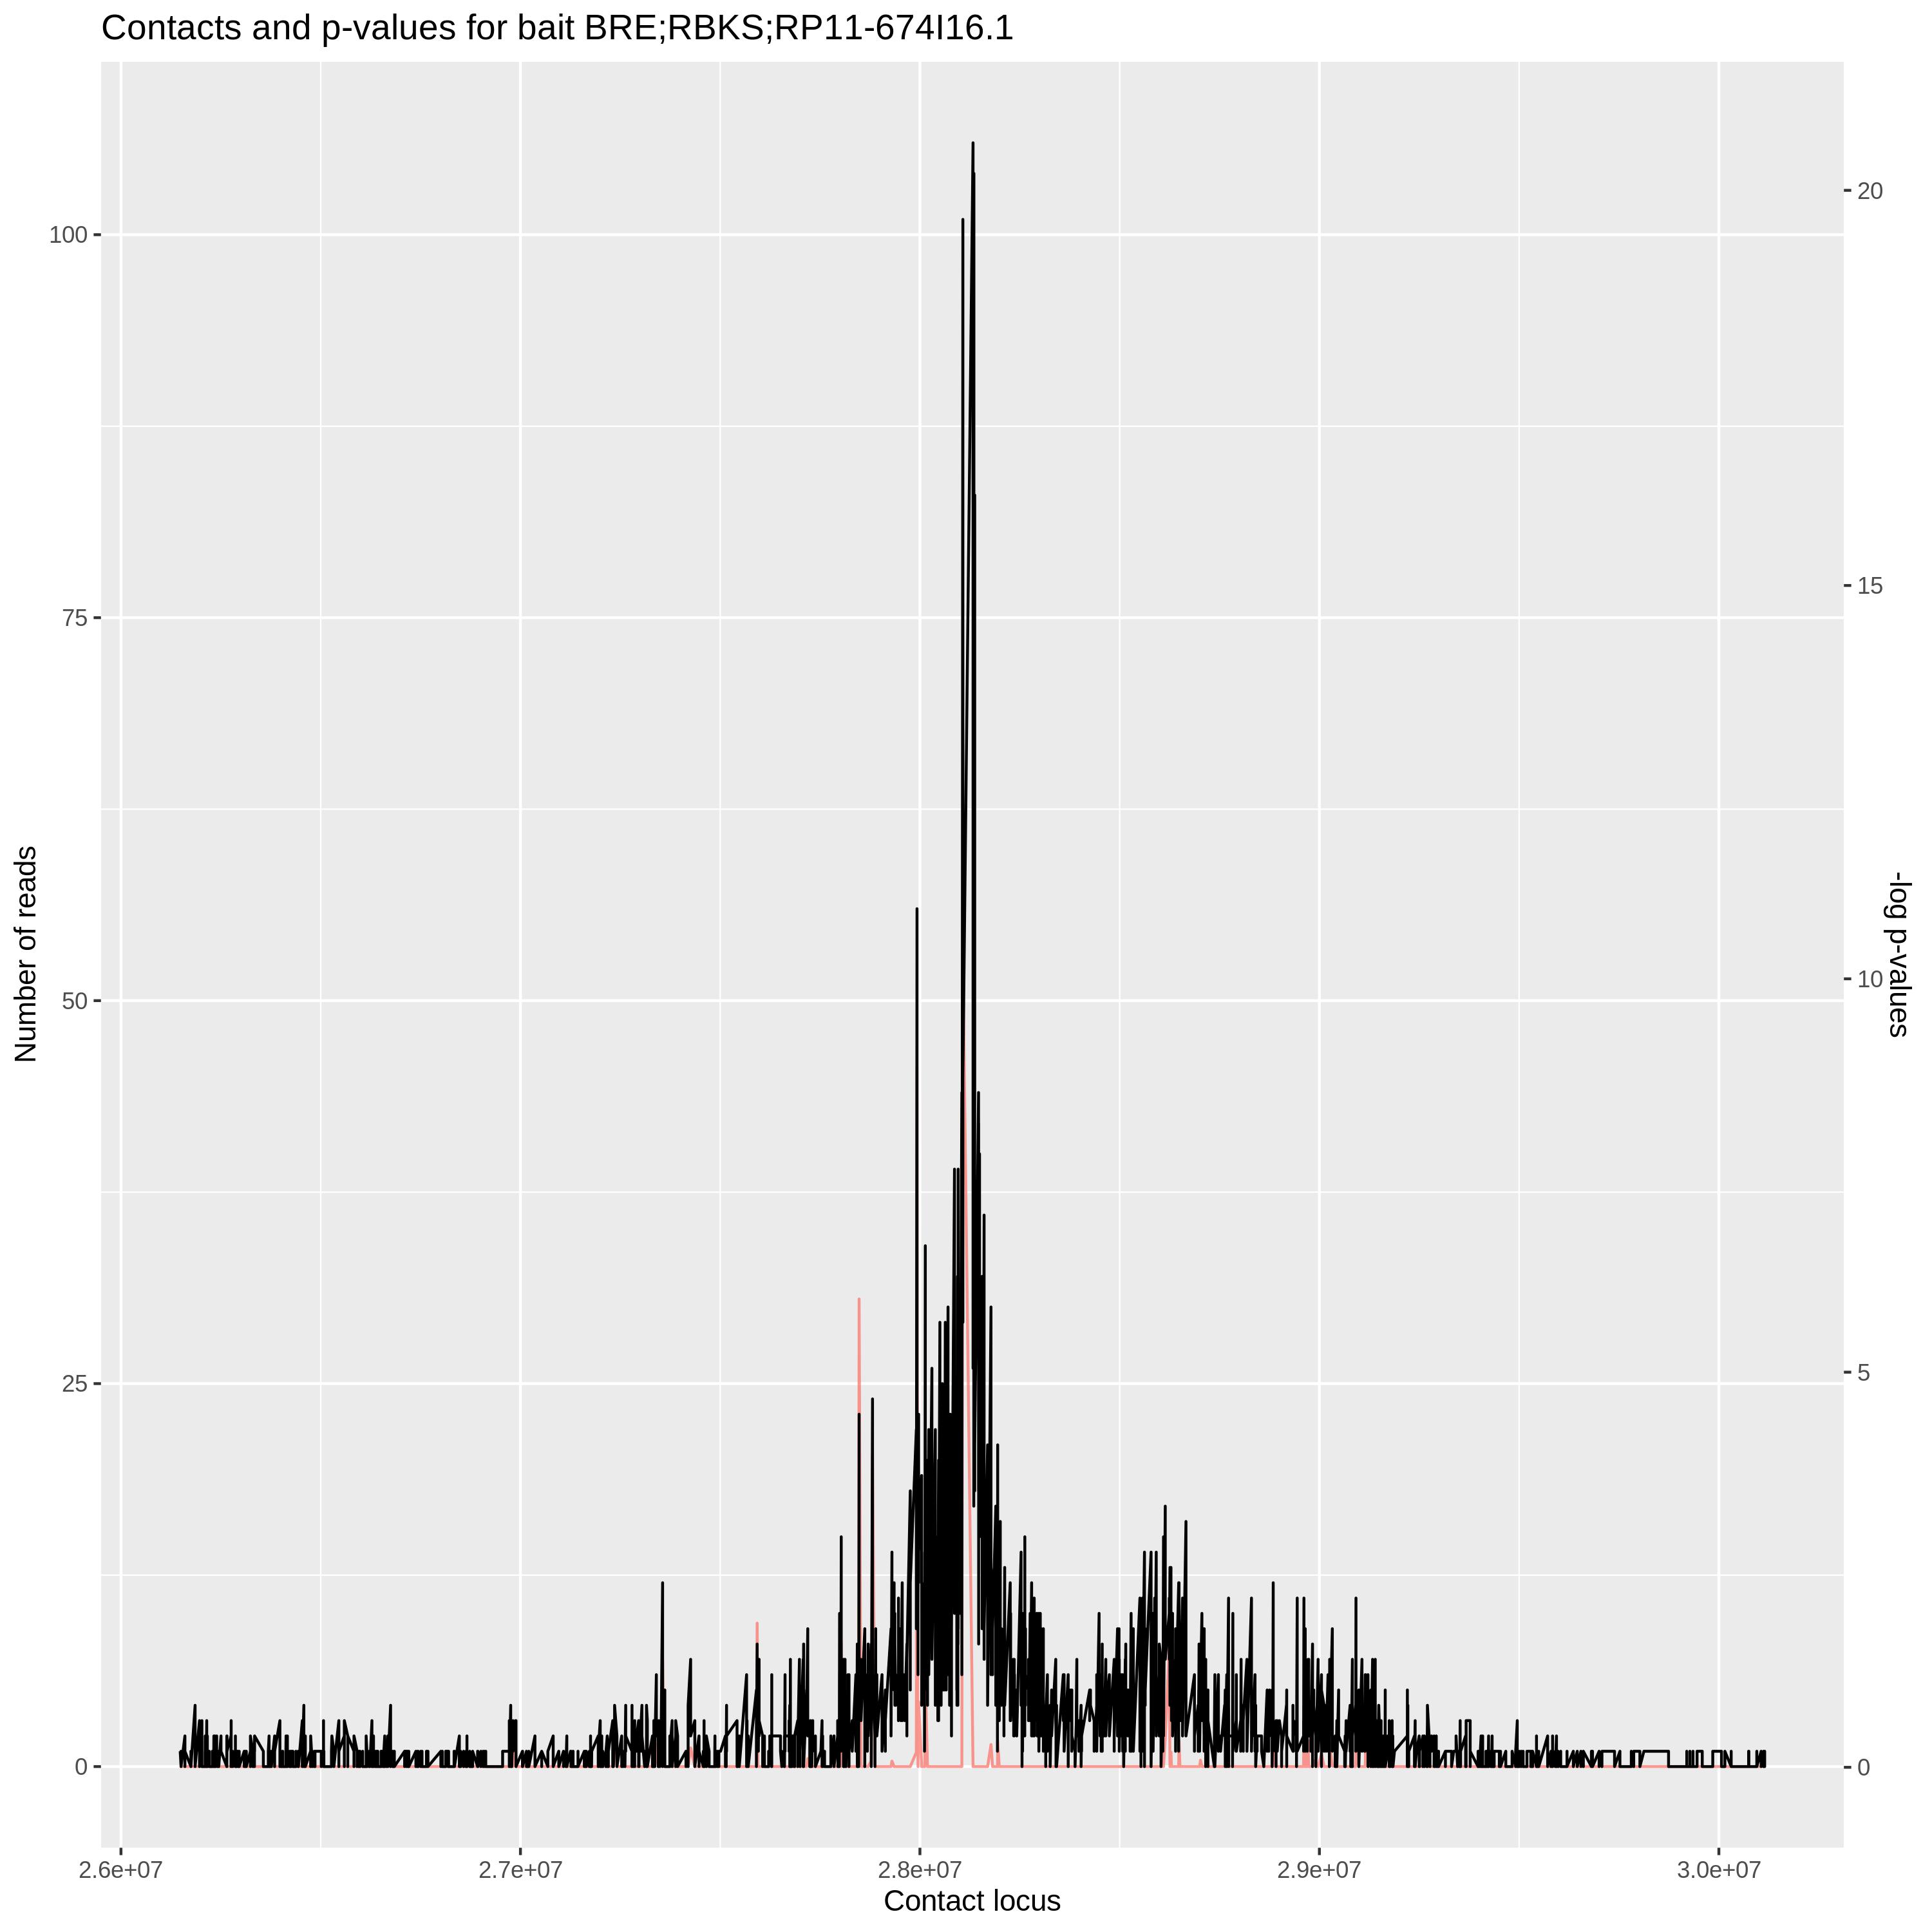 Contacts and p-values for bait BRE;RBKS;RP11-674I16.1
Number of reads
100
75
50
25
0
20
15
10
5
0
-log p-values
2.6e+07 2.7e+07 2.8e+07 2.9e+07 3.0e+07
Contact locus